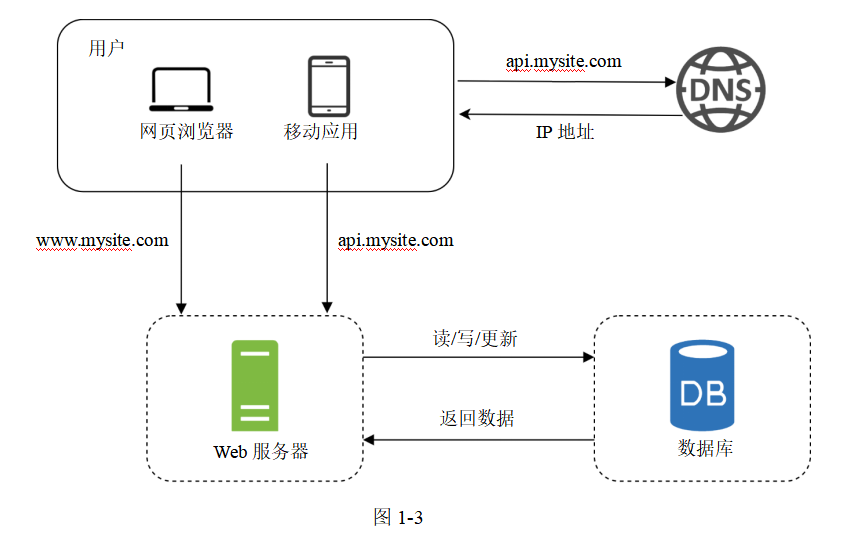 用户
网页浏览器
移动应用
api.mysite.com
DNS
IP 地址
www.mysite.com
api.mysite.com
读/写/更新
DB
返回数据
Web 服务器
数据库
图 1-3